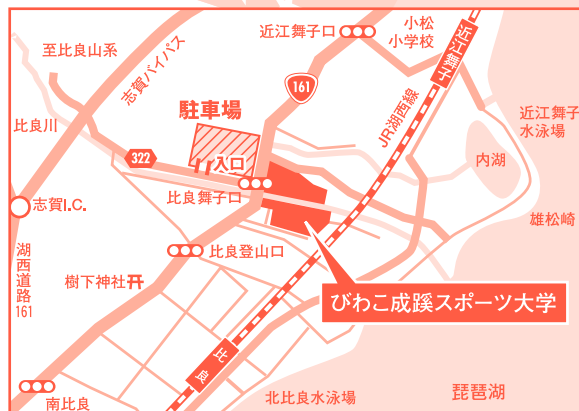 近江舞子口
小松
小学校
近江舞子
至比良山系
志賀バイパス
161
JR湖西線
駐車場
近江舞子
水泳場
比良川
322
入口
内湖
比良舞子口
志賀I.C.
雄松崎
湖西道路
161
比良登山口
樹下神社
びわこ成蹊スポーツ大学
比良
南比良
北比良水泳場
琵琶湖